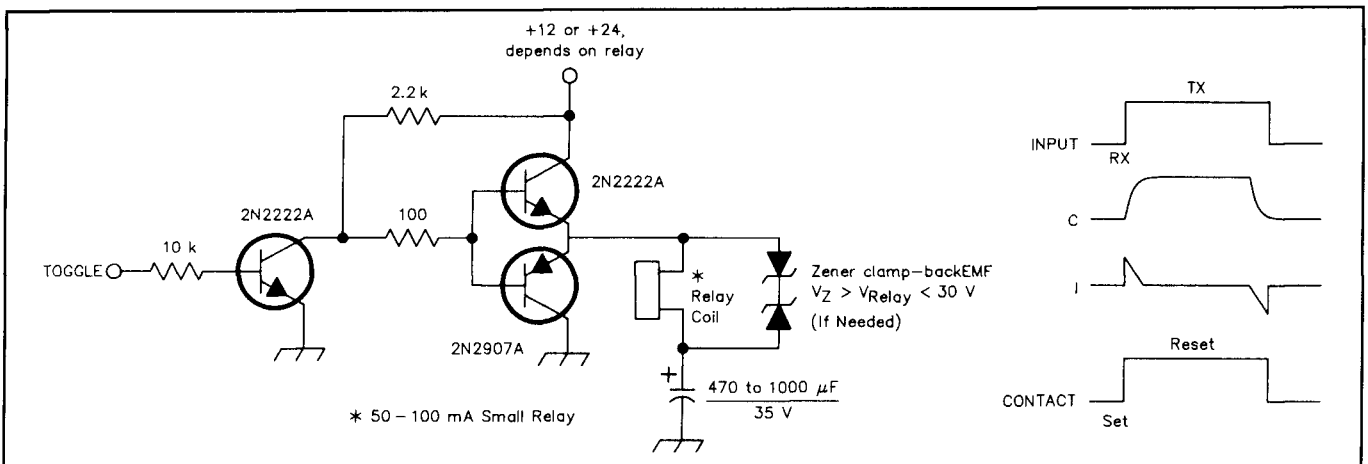 +12 or +24,
depends on relay
2.2 k
TX
INPUT
RX
2N2222A
2N2222A
100
C
10 k
TOGGLE
*
Relay
Coil
Zener clamp-backEMF
VZ > VRelay < 30 V
(If Needed)
I
2N2907A
Reset
+
470 to 1000 μF
35 V
CONTACT
Set
* 50 – 100 mA Small Relay